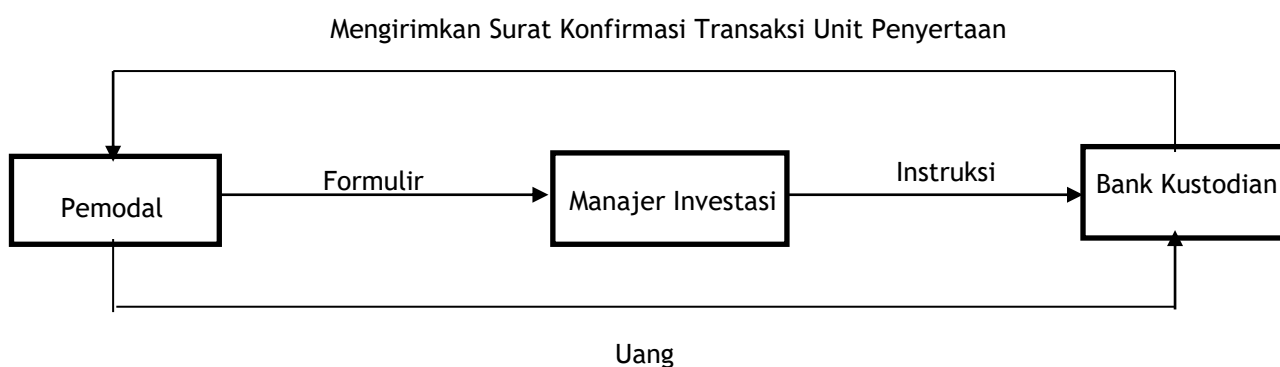 Mengirimkan Surat Konfirmasi Transaksi Unit Penyertaan
Pemodal
Formulir
Manajer Investasi
Instruksi
Bank Kustodian
Uang